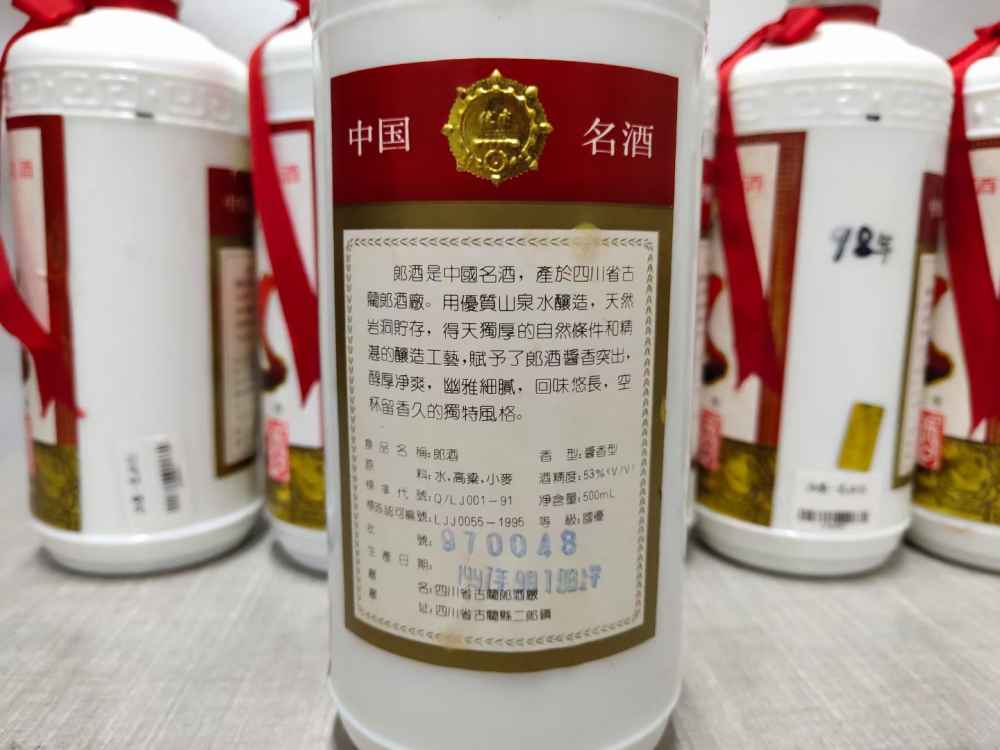 中国 名酒
郎酒是中國名酒，產於四川省古
藺郎酒廠。用優質山泉水釀造，天然
岩洞貯存，得天獨厚的自然條件和精
湛的釀造工藝，賦予了郎酒醬香突出，
醇厚凈爽，幽雅細膩，回味悠長，空
杯留香久的獨特風格。
食品名稱：郎酒 香型：醬香型
原料：水、高粱、小麥 酒精度：53%(V/V)
標準代號：Q/LJ001－91 净含量：500mL
標簽認可編號：LJJ0055－1995 等級：國優
批號：970048
生產日期：
廠名：四川省古藺郎酒廠
廠址：四川省古藺縣二郎鎮
98年